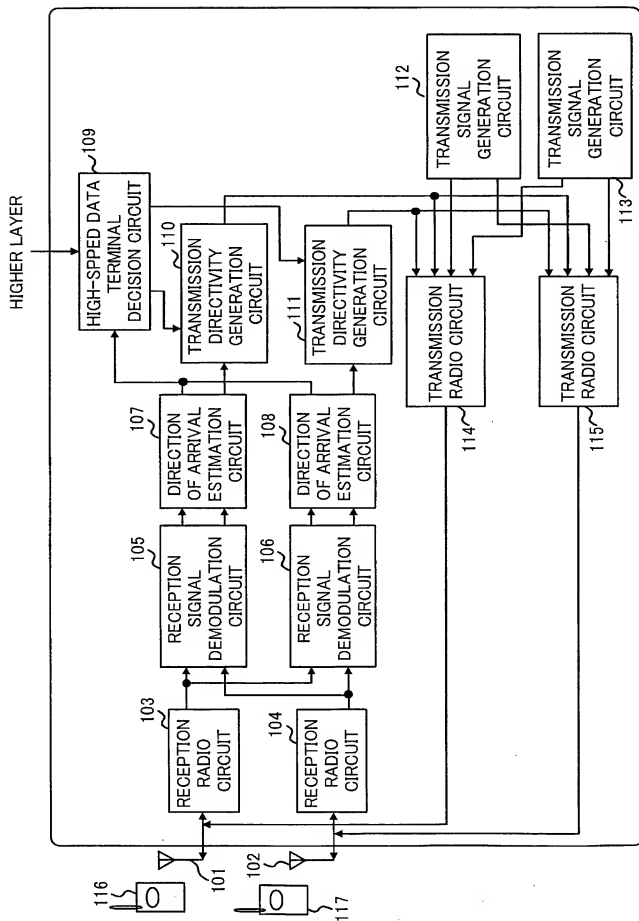 HIGHER LAYER
109
HIGH-SPPED DATA
TERMINAL
DECISION CIRCUIT
110
TRANSMISSION
DIRECTIVITY
GENERATION
CIRCUIT
111
TRANSMISSION
DIRECTIVITY
GENERATION
CIRCUIT
112
TRANSMISSION
SIGNAL
GENERATION
CIRCUIT
TRANSMISSION
SIGNAL
GENERATION
CIRCUIT
113
107
DIRECTION
OF ARRIVAL
ESTIMATION
CIRCUIT
108
DIRECTION
OF ARRIVAL
ESTIMATION
CIRCUIT
TRANSMISSION
RADIO CIRCUIT
114
TRANSMISSION
RADIO CIRCUIT
115
105
RECEPTION
SIGNAL
DEMODULATION
CIRCUIT
106
RECEPTION
SIGNAL
DEMODULATION
CIRCUIT
103
RECEPTION
RADIO
CIRCUIT
104
RECEPTION
RADIO
CIRCUIT
101
102
116
117